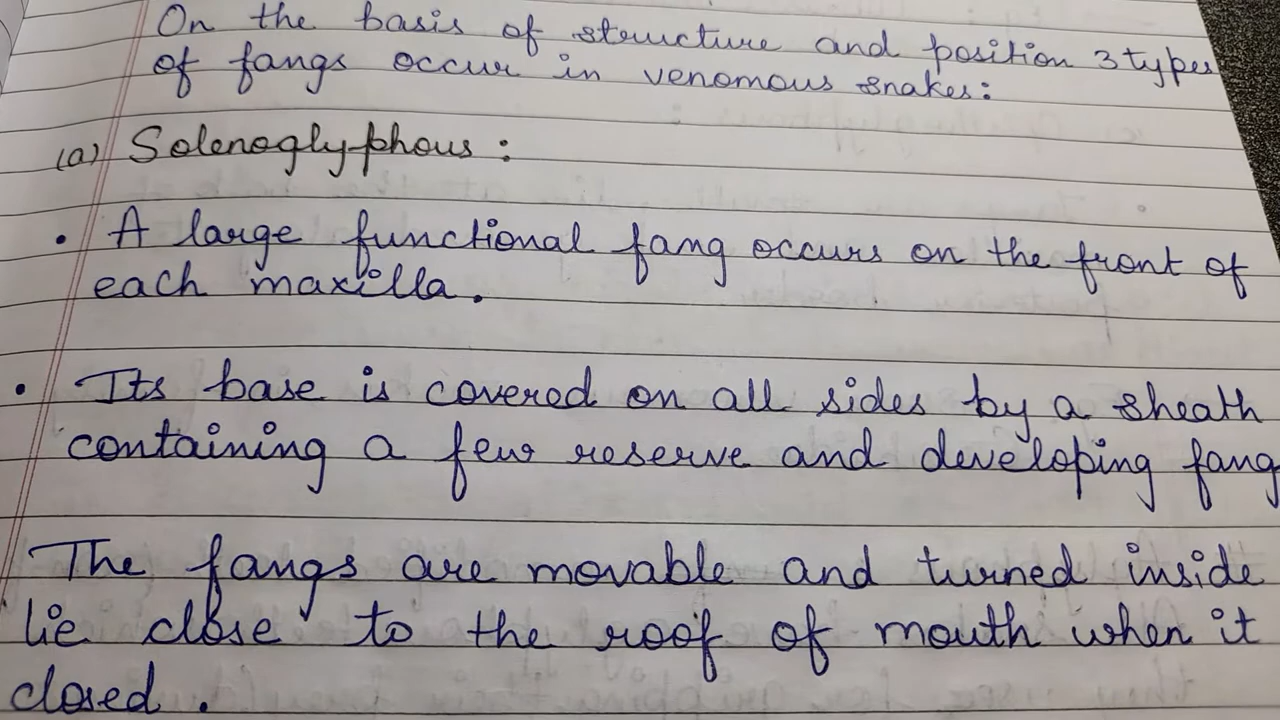 On the basis of structure and position 3 types
of fangs occur in venomous snakes:
(a) Solenoglyphous :
• A large functional fang occurs on the front of
each maxilla.
• Its base is covered on all sides by a sheath
containing a few reserve and developing fang
The fangs are movable and turned inside
lie close to the roof of mouth when it
closed .